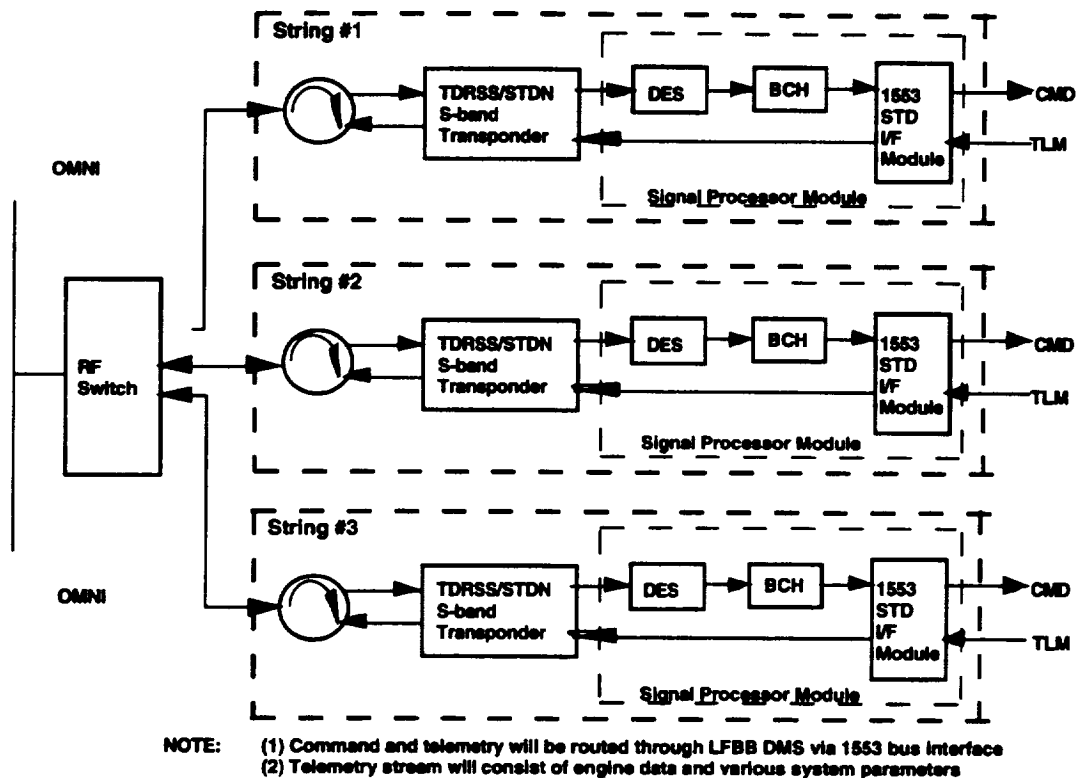 String #1
TDRSS/STDN
S-band
Transponder
DES
BCH
1553
STD
I/F
Module
CMD
TLM
Signal Processor Module
OMNI
RF
Switch
String #2
TDRSS/STDN
S-band
Transponder
DES
BCH
1553
STD
I/F
Module
CMD
TLM
Signal Processor Module
OMNI
String #3
TDRSS/STDN
S-band
Transponder
DES
BCH
1553
STD
I/F
Module
CMD
TLM
Signal Processor Module
NOTE: (1) Command and telemetry will be routed through LFBB DMS via 1553 bus interface
(2) Telemetry stream will consist of engine data and various system parameters